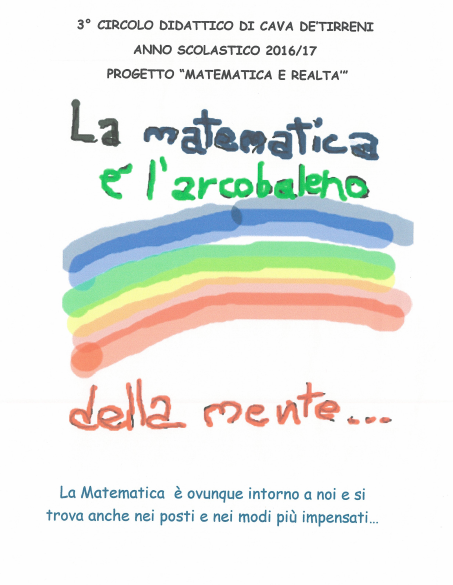 3° CIRCOLO DIDATTICO DI CAVA DE'TIRRENI
ANNO SCOLASTICO 2016/17
PROGETTO “MATEMATICA E REALTA'”
La matematica
e' l'arcobaleno
della mente...
La Matematica è ovunque intorno a noi e si
trova anche nei posti e nei modi più impensati…